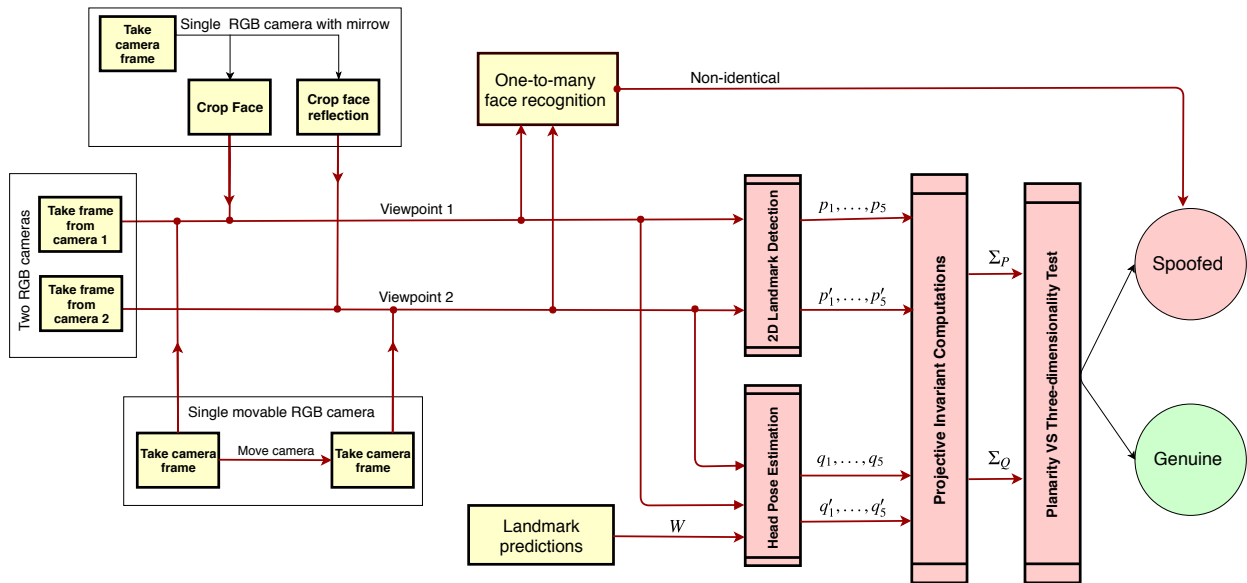 Take
camera
frame
Single RGB camera with mirrow
Crop Face
Crop face
reflection
One-to-many
face recognition
Non-identical
Two RGB cameras
Take frame
from
camera 1
Take frame
from
camera 2
Viewpoint 1
Viewpoint 2
Single movable RGB camera
Take camera
frame
Move camera
Take camera
frame
Landmark
predictions
W
2D Landmark Detection
Head Pose Estimation
p₁, . . . , p₅
p′₁, . . . , p′₅
q₁, . . . , q₅
q′₁, . . . , q′₅
Projective Invariant Computations
Σ_P
Σ_Q
Planarity VS Three-dimensionality Test
Spoofed
Genuine